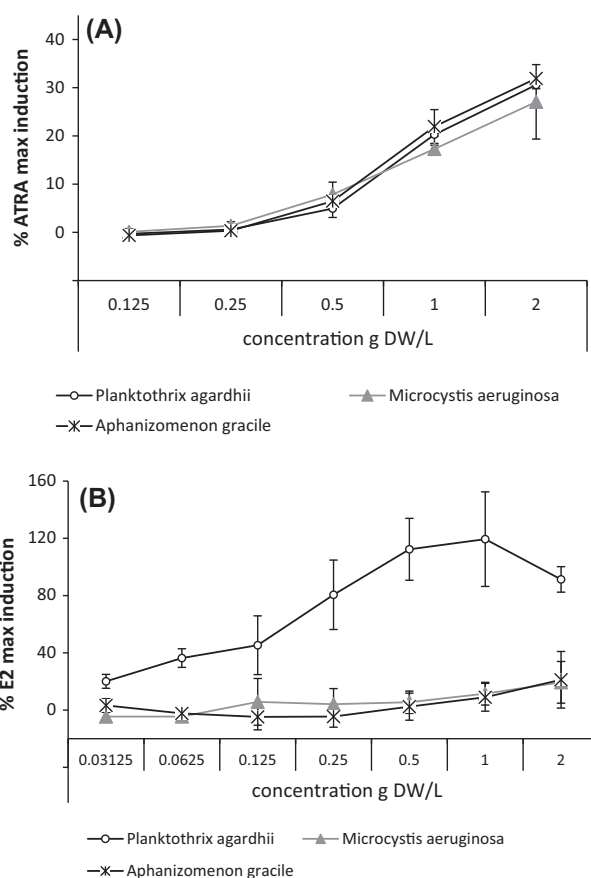 (A)
% ATRA max induction
40
30
20
10
0
0.125 0.25 0.5 1 2
concentration g DW/L
Planktothrix agardhii Microcystis aeruginosa
Aphanizomenon gracile
(B)
% E2 max induction
160
120
80
40
0
0.03125 0.0625 0.125 0.25 0.5 1 2
concentration g DW/L
Planktothrix agardhii Microcystis aeruginosa
Aphanizomenon gracile